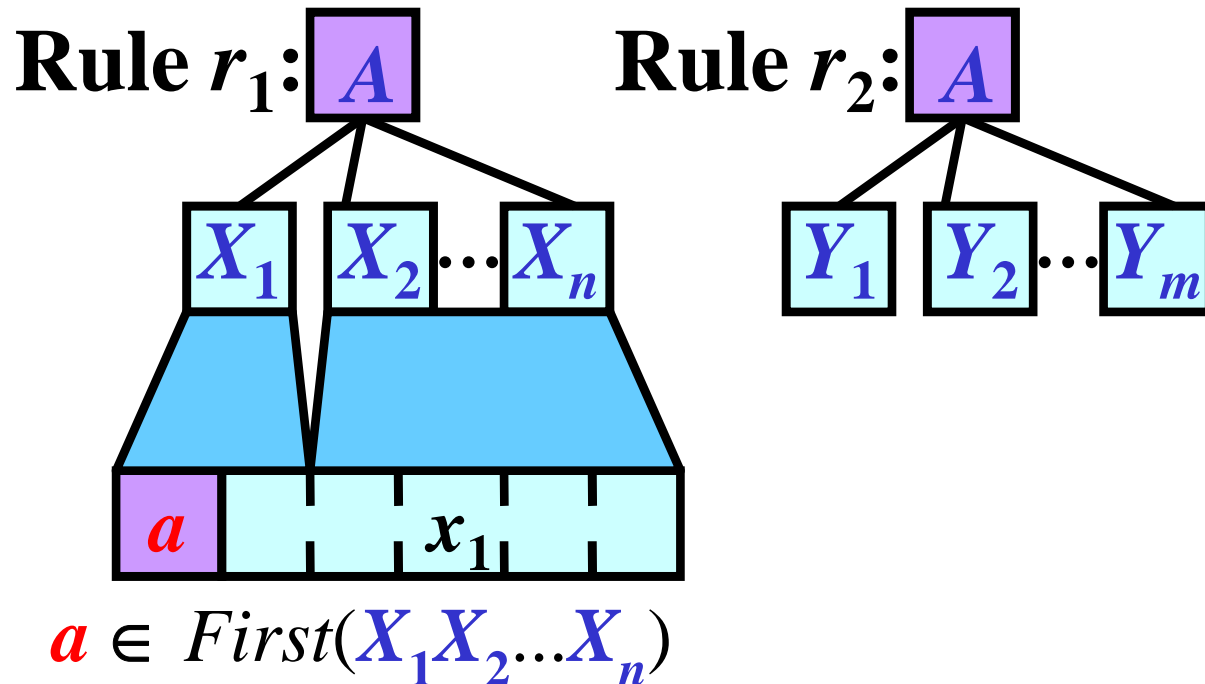 Rule r₁: A Rule r₂: A
X₁ X₂ ... Xₙ Y₁ Y₂ ... Yₘ
a x₁
a ∈ First(X₁X₂...Xₙ)